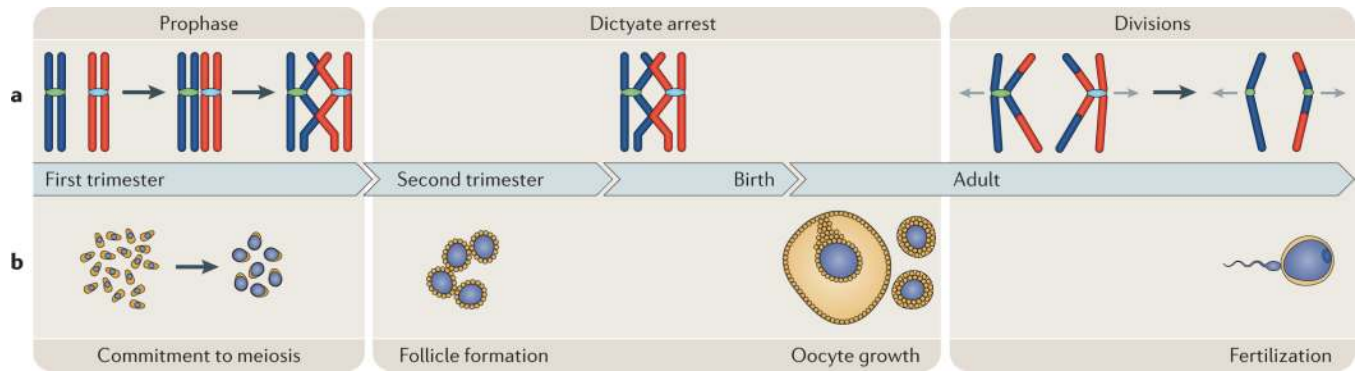 Prophase
Dictyate arrest
Divisions
a
First trimester
Second trimester
Birth
Adult
b
Commitment to meiosis
Follicle formation
Oocyte growth
Fertilization